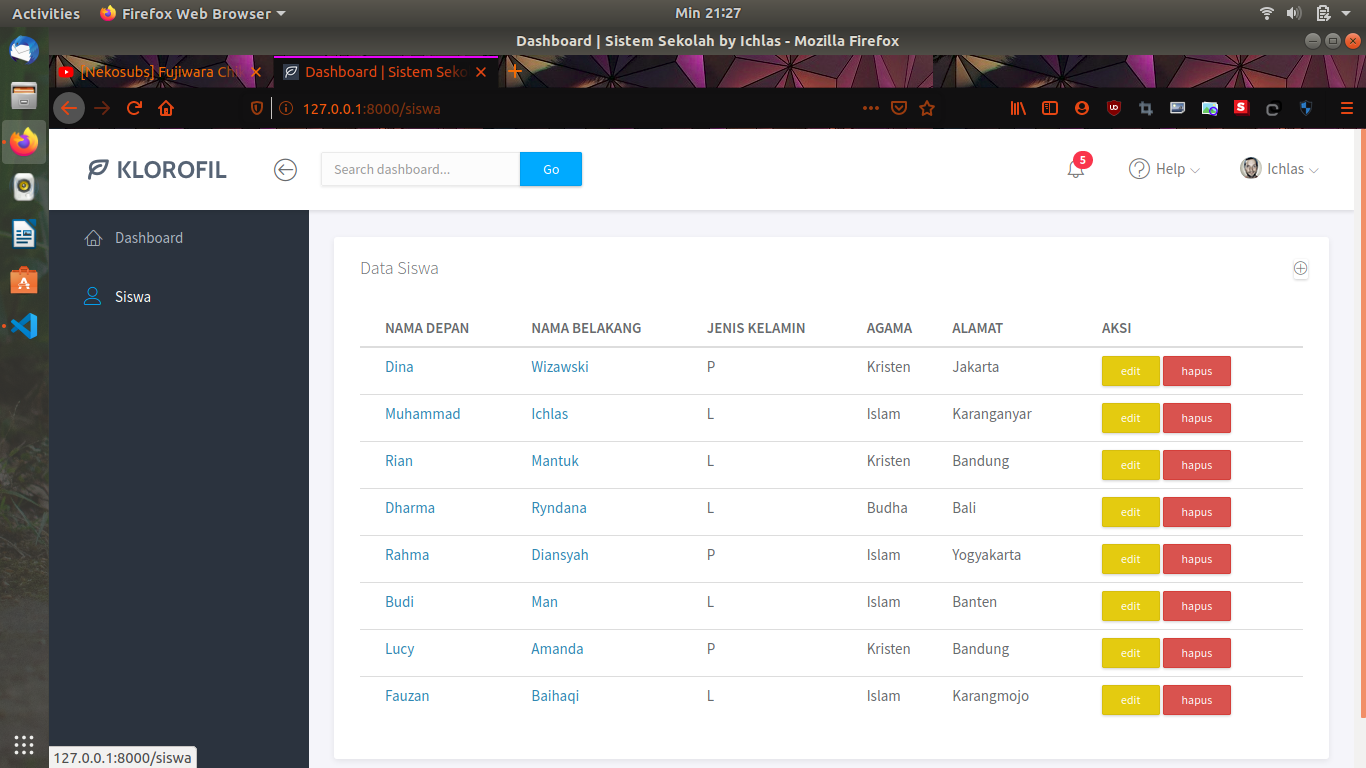 Activities Firefox Web Browser Min 21:27
Dashboard | Sistem Sekolah by Ichlas - Mozilla Firefox
[Nekosubs] Fujiwara Chi Dashboard | Sistem Seko
127.0.0.1:8000/siswa
KLOROFIL Search dashboard... Go 5 Help Ichlas
Dashboard
Siswa
Data Siswa
NAMA DEPAN NAMA BELAKANG JENIS KELAMIN AGAMA ALAMAT AKSI
Dina Wizawski P Kristen Jakarta edit hapus
Muhammad Ichlas L Islam Karanganyar edit hapus
Rian Mantuk L Kristen Bandung edit hapus
Dharma Ryndana L Budha Bali edit hapus
Rahma Diansyah P Islam Yogyakarta edit hapus
Budi Man L Islam Banten edit hapus
Lucy Amanda P Kristen Bandung edit hapus
Fauzan Baihaqi L Islam Karangmojo edit hapus
127.0.0.1:8000/siswa